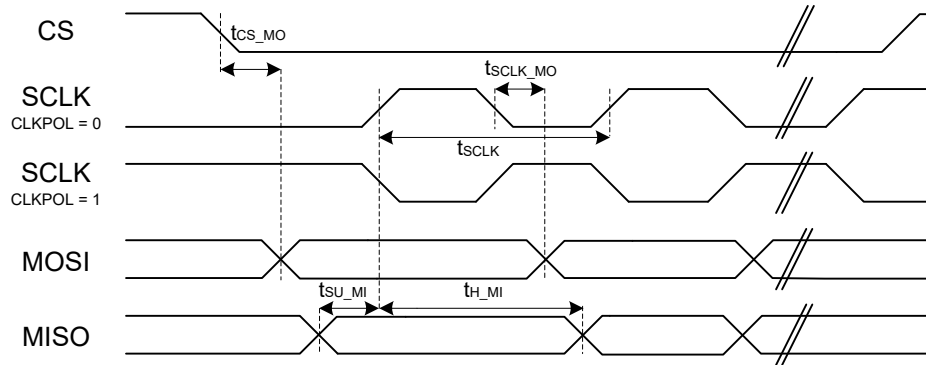 CS
tCS_MO
SCLK
CLKPOL = 0
tSCLK_MO
tSCLK
SCLK
CLKPOL = 1
MOSI
tSU_MI
tH_MI
MISO